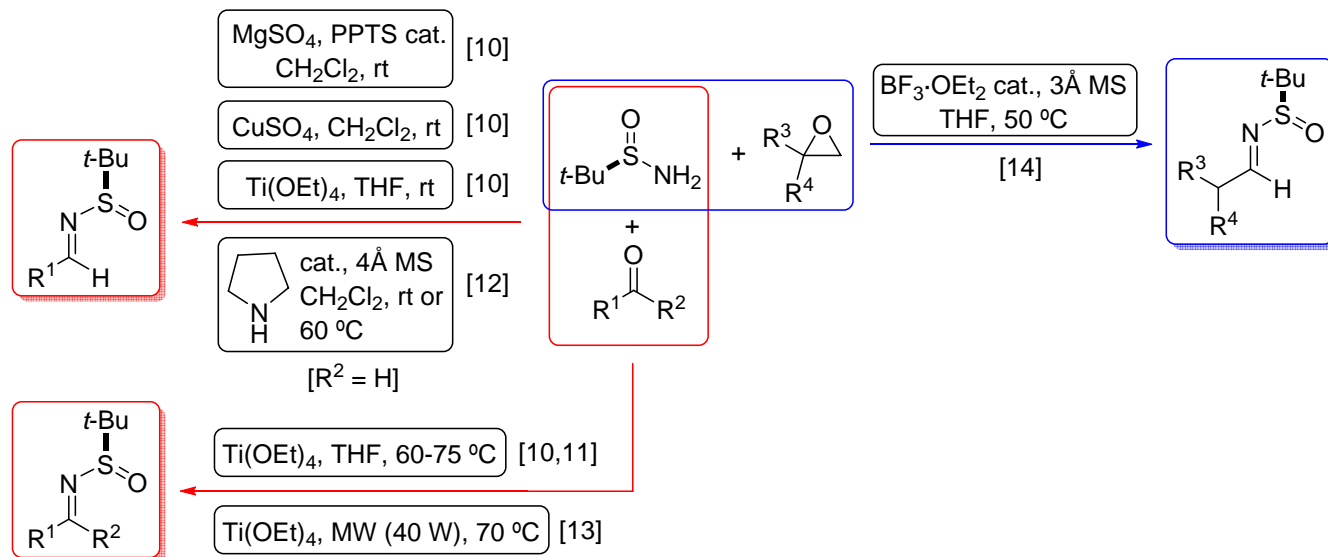 MgSO4, PPTS cat.
CH2Cl2, rt
[10]
CuSO4, CH2Cl2, rt
[10]
Ti(OEt)4, THF, rt
[10]
N
H
cat., 4Å MS
CH2Cl2, rt or
60 ºC
[12]
[R2 = H]
t-Bu
S
O
N
R1
H
O
S
t-Bu
NH2
+
R3
O
R4
+
O
R1
R2
BF3·OEt2 cat., 3Å MS
THF, 50 ºC
[14]
t-Bu
S
O
N
R3
H
R4
t-Bu
S
O
N
R1
R2
Ti(OEt)4, THF, 60-75 ºC
[10,11]
Ti(OEt)4, MW (40 W), 70 ºC
[13]